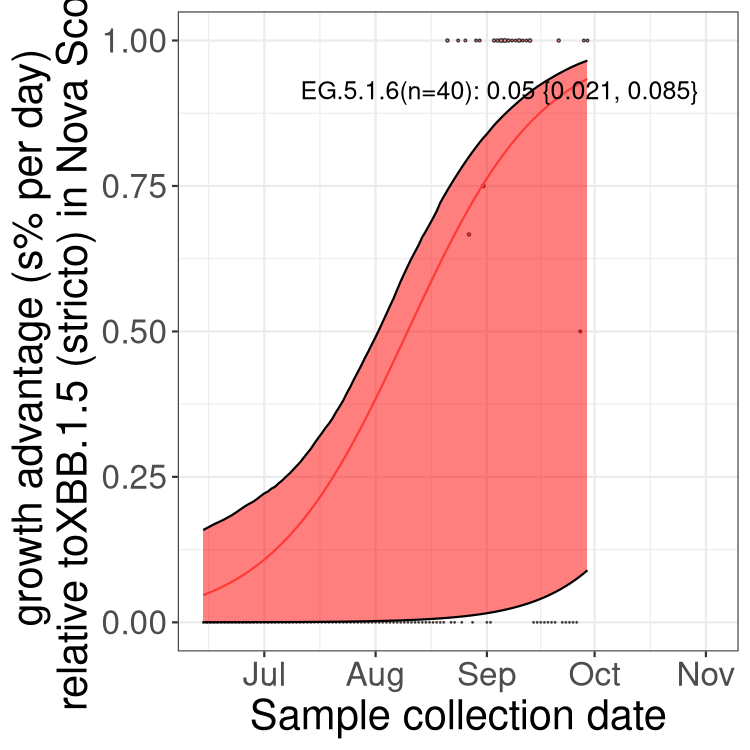 growth advantage (s% per day)
relative toXBB.1.5 (stricto) in Nova Sco
1.00
0.75
0.50
0.25
0.00
EG.5.1.6(n=40): 0.05 {0.021, 0.085}
Jul Aug Sep Oct Nov
Sample collection date